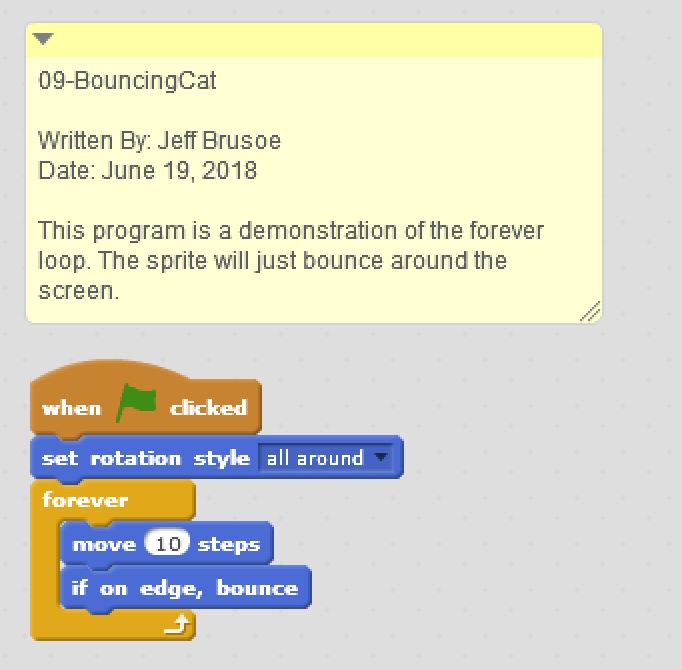 09-BouncingCat
Written By: Jeff Brusoe
Date: June 19, 2018
This program is a demonstration of the forever
loop. The sprite will just bounce around the
screen.
when clicked
set rotation style all around
forever
move 10 steps
if on edge, bounce